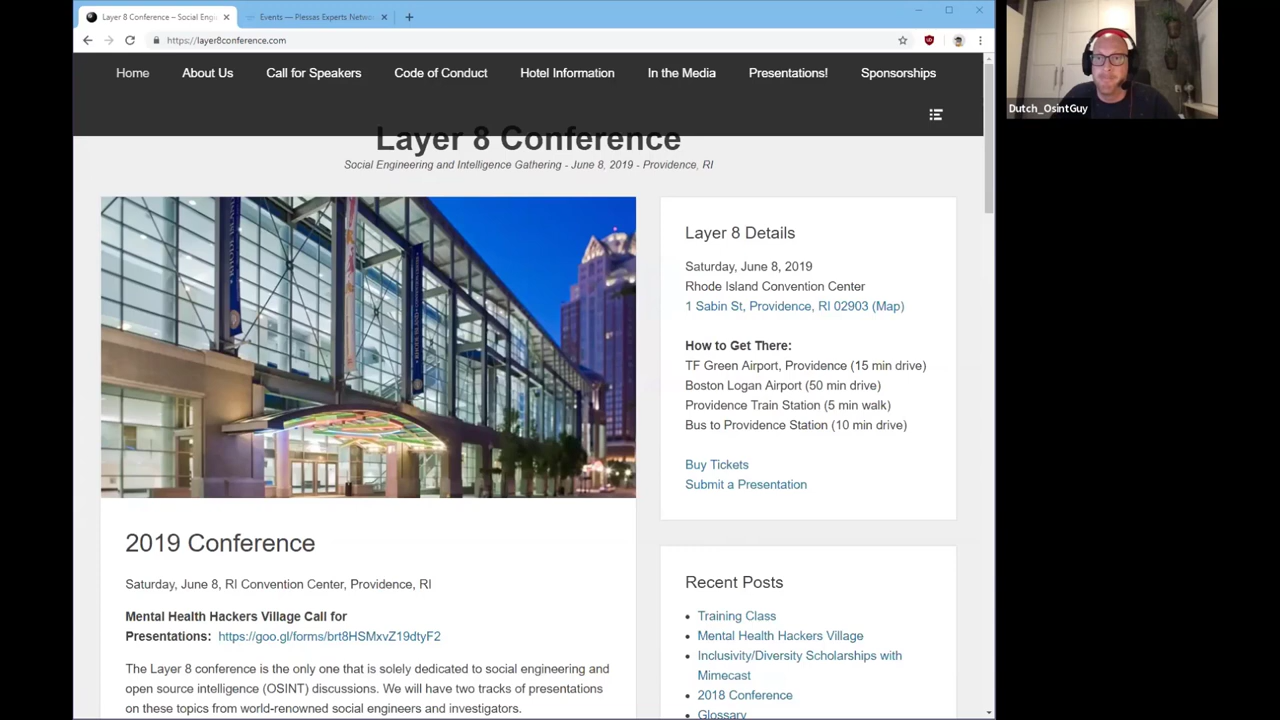 Layer 8 Conference – Social Eng
Events — Plessas Experts Netwo
https://layer8conference.com
Home
About Us
Call for Speakers
Code of Conduct
Hotel Information
In the Media
Presentations!
Sponsorships
Layer 8 Conference
Social Engineering and Intelligence Gathering - June 8, 2019 - Providence, RI
Dutch_OsintGuy
RHODE ISLAND
Layer 8 Details
Saturday, June 8, 2019
Rhode Island Convention Center
1 Sabin St, Providence, RI 02903 (Map)
How to Get There:
TF Green Airport, Providence (15 min drive)
Boston Logan Airport (50 min drive)
Providence Train Station (5 min walk)
Bus to Providence Station (10 min drive)
Buy Tickets
Submit a Presentation
2019 Conference
Saturday, June 8, RI Convention Center, Providence, RI
Mental Health Hackers Village Call for
Presentations: https://goo.gl/forms/brt8HSMxvZ19dtyF2
The Layer 8 conference is the only one that is solely dedicated to social engineering and
open source intelligence (OSINT) discussions. We will have two tracks of presentations
on these topics from world-renowned social engineers and investigators.
Recent Posts
Training Class
Mental Health Hackers Village
Inclusivity/Diversity Scholarships with
Mimecast
2018 Conference
Glossary